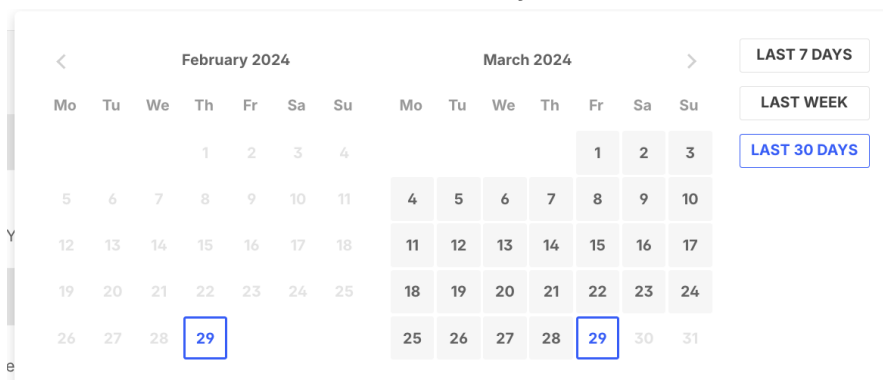 February 2024
Mo Tu We Th Fr Sa Su
1 2 3 4
5 6 7 8 9 10 11
12 13 14 15 16 17 18
19 20 21 22 23 24 25
26 27 28 29
March 2024
Mo Tu We Th Fr Sa Su
1 2 3
4 5 6 7 8 9 10
11 12 13 14 15 16 17
18 19 20 21 22 23 24
25 26 27 28 29 30 31
LAST 7 DAYS
LAST WEEK
LAST 30 DAYS
Y
e